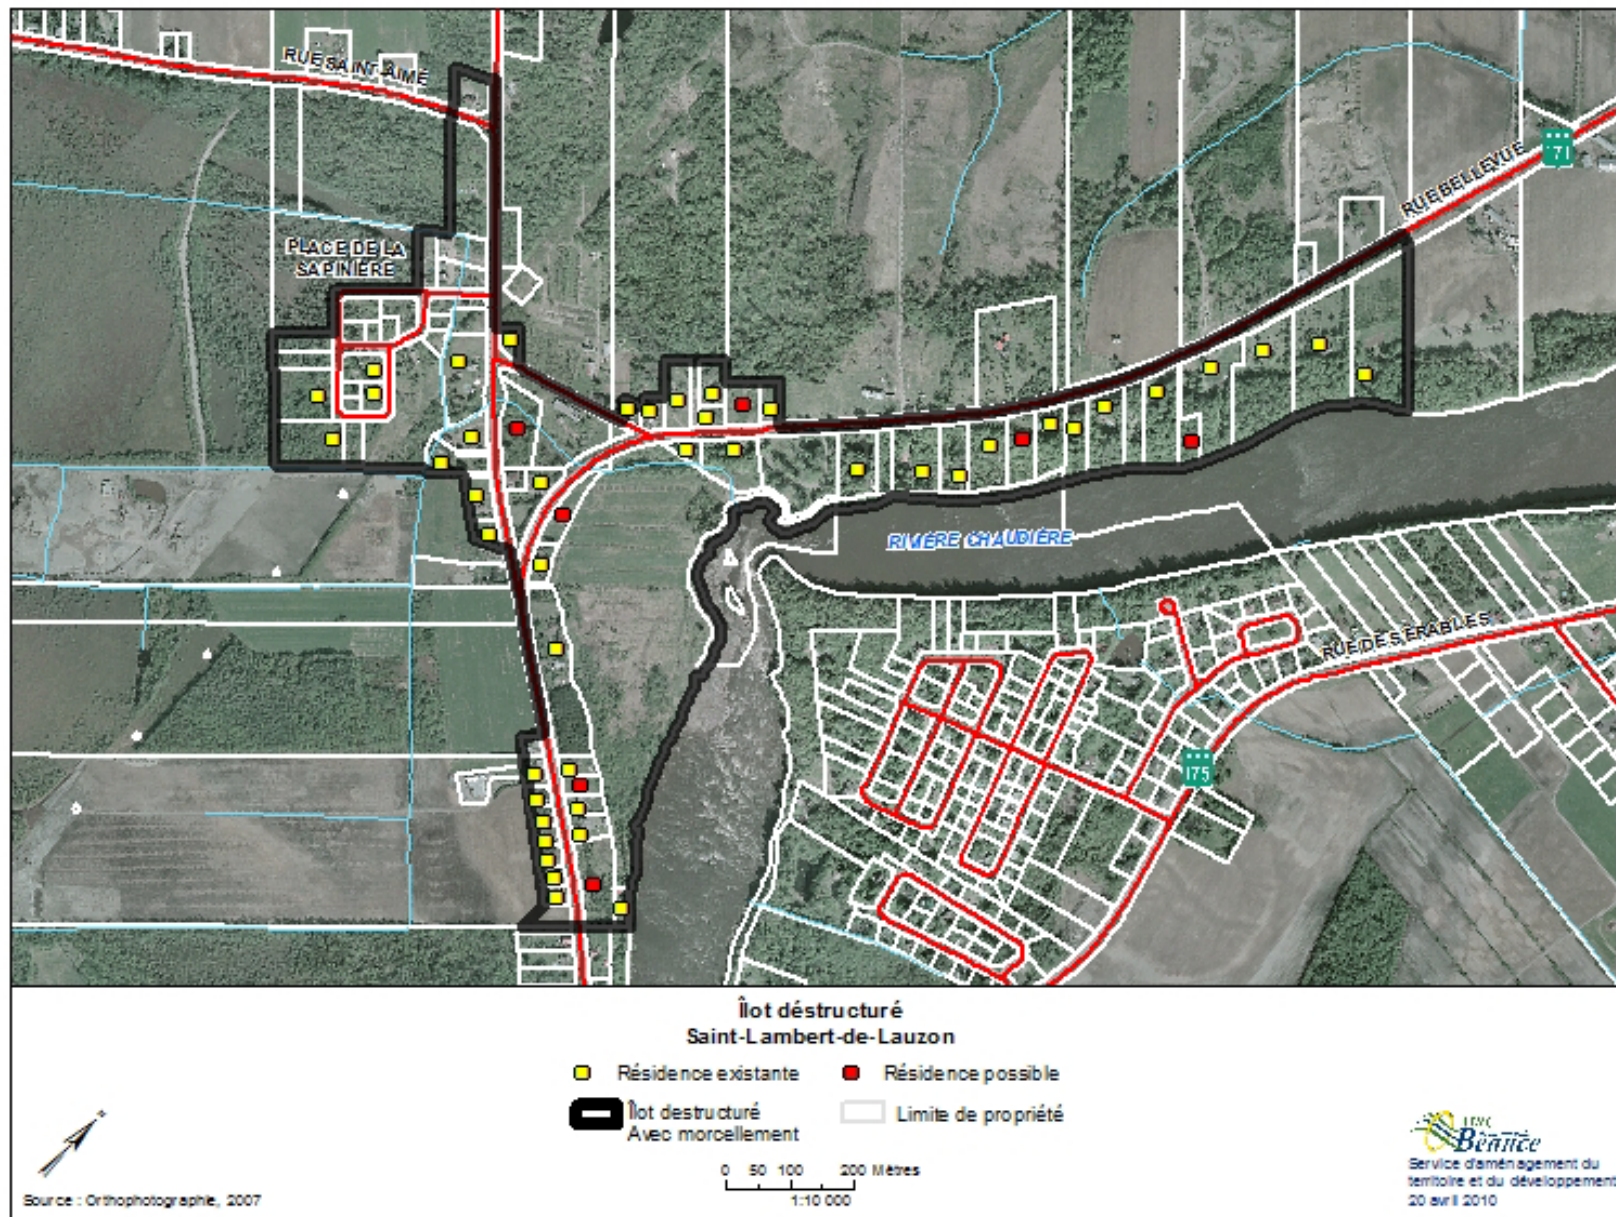 RUE SAINT-AIMÉ
171
RUE BELLEVUE
PLACE DE LA
SAPINIÈRE
RIVIÈRE CHAUDIÈRE
RUE DES ÉRABLES
175
Îlot déstructuré
Saint-Lambert-de-Lauzon
Résidence existante
Résidence possible
Îlot destructuré
Avec morcellement
Limite de propriété
0 50 100 200 Mètres
1:10 000
Source : Orthophotographie, 2007
Service d'aménagement du
territoire et du développement
20 avril 2010